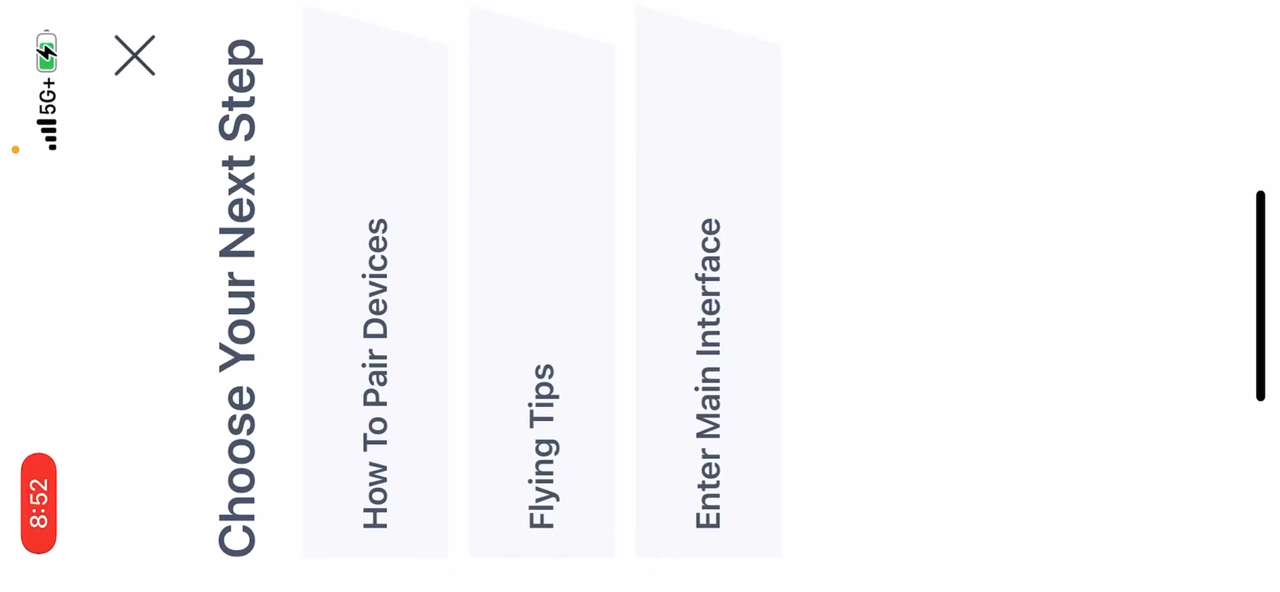 8:52
5G+
Choose Your Next Step
How To Pair Devices
Flying Tips
Enter Main Interface